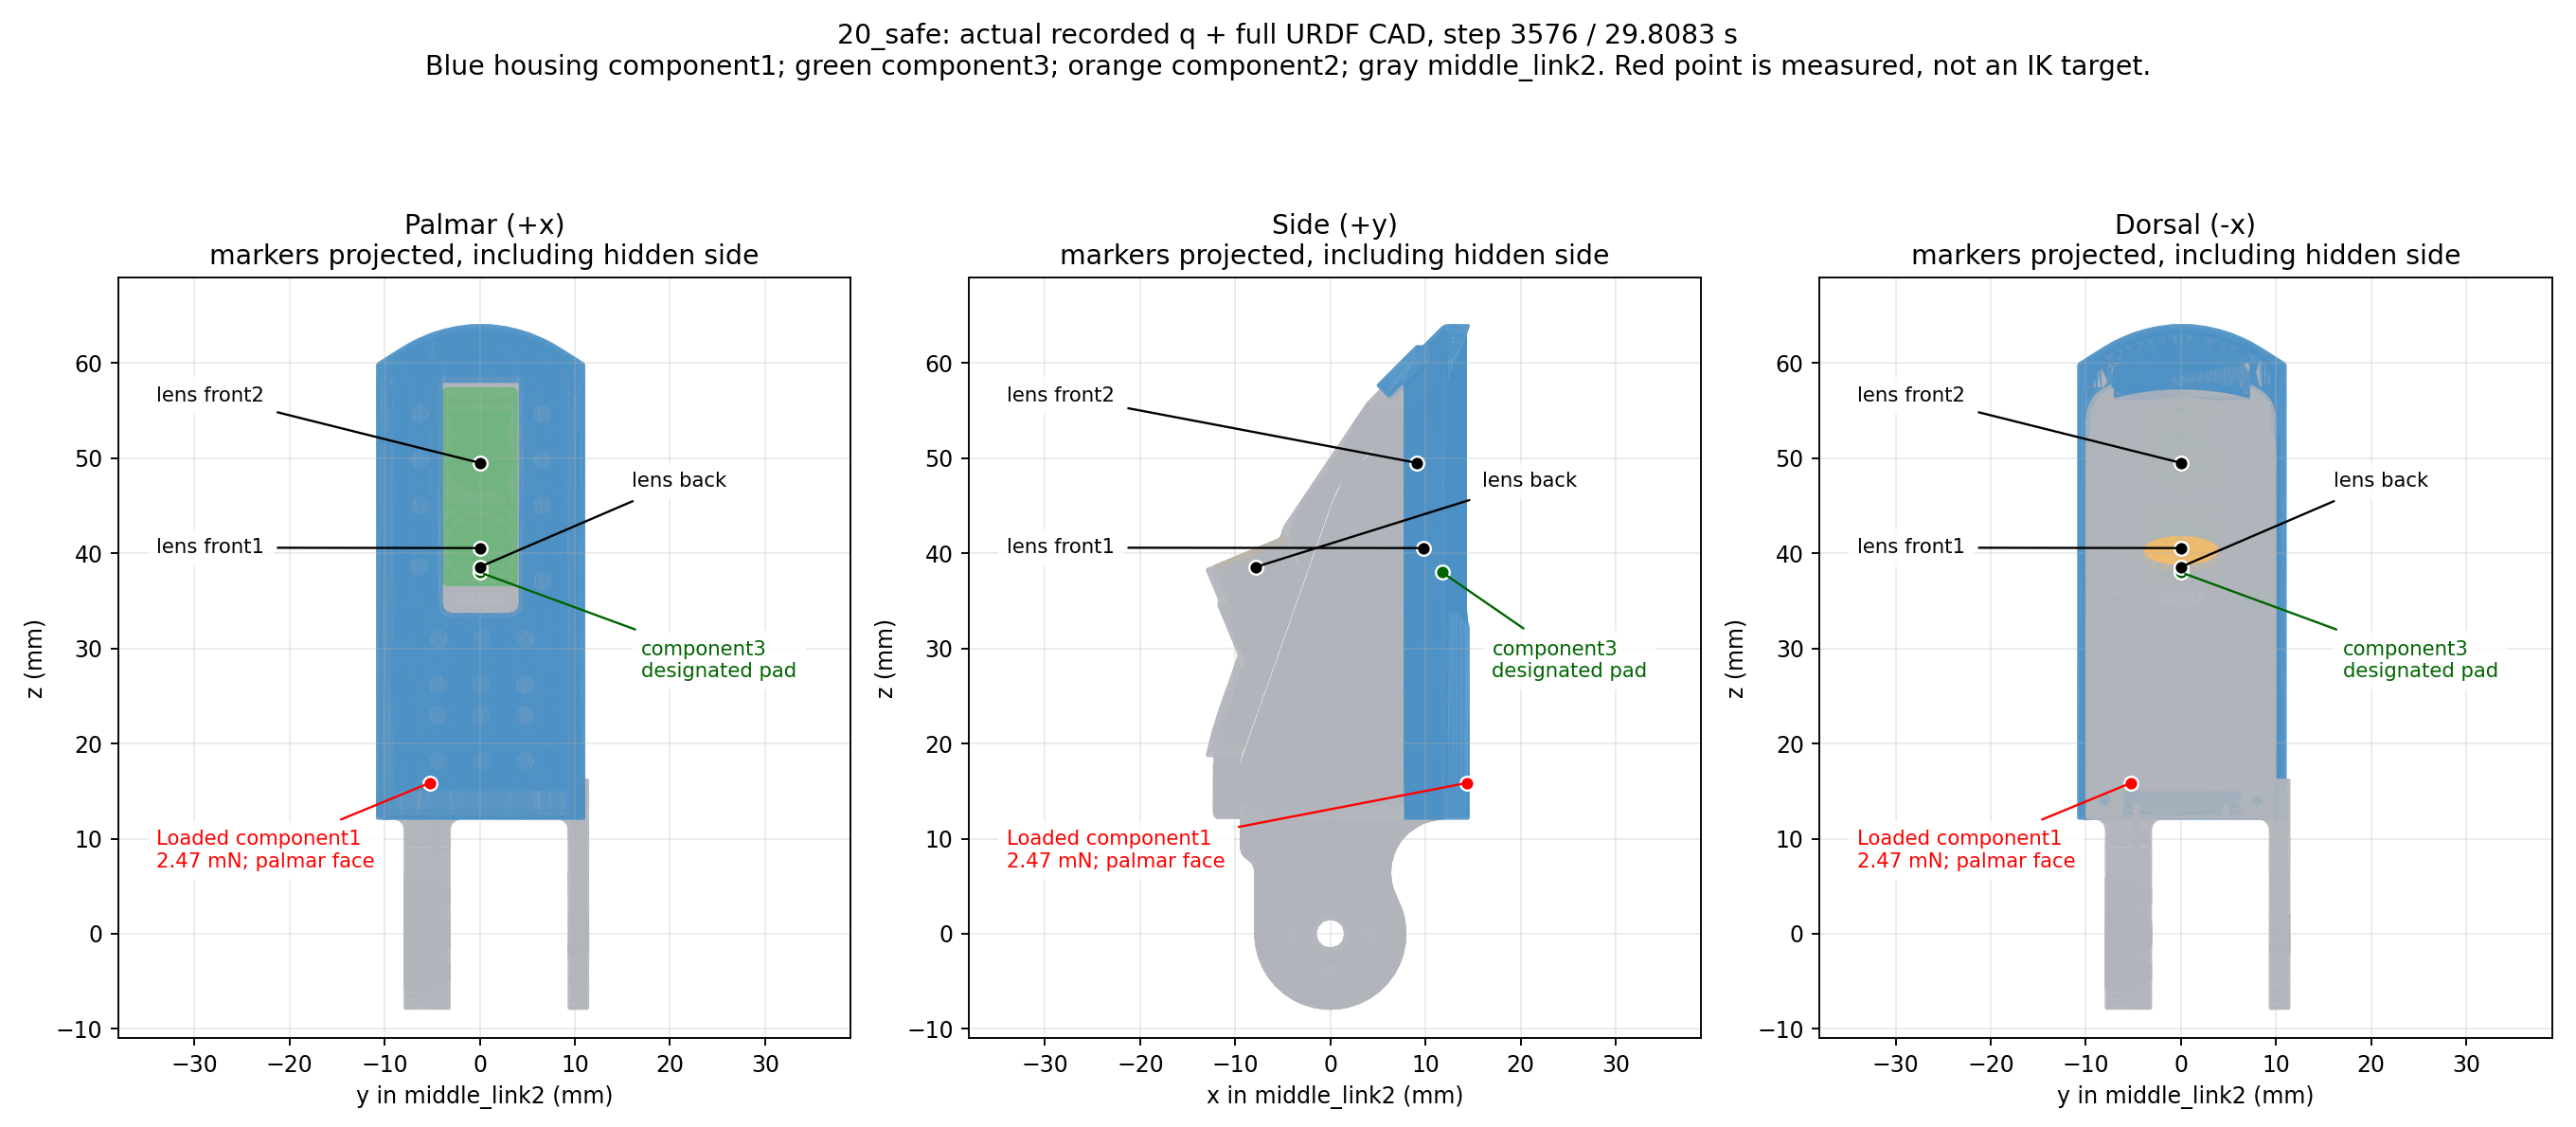 20_safe: actual recorded q + full URDF CAD, step 3576 / 29.8083 s
Blue housing component1; green component3; orange component2; gray middle_link2. Red point is measured, not an IK target.
Palmar (+x)
markers projected, including hidden side
60
50
40
30
20
10
0
−10
z (mm)
lens front2
lens back
lens front1
component3
designated pad
Loaded component1
2.47 mN; palmar face
−30
−20
−10
0
10
20
30
y in middle_link2 (mm)
Side (+y)
markers projected, including hidden side
60
50
40
30
20
10
0
−10
z (mm)
lens front2
lens back
lens front1
component3
designated pad
Loaded component1
2.47 mN; palmar face
−30
−20
−10
0
10
20
30
x in middle_link2 (mm)
Dorsal (-x)
markers projected, including hidden side
60
50
40
30
20
10
0
−10
z (mm)
lens front2
lens back
lens front1
component3
designated pad
Loaded component1
2.47 mN; palmar face
−30
−20
−10
0
10
20
30
y in middle_link2 (mm)